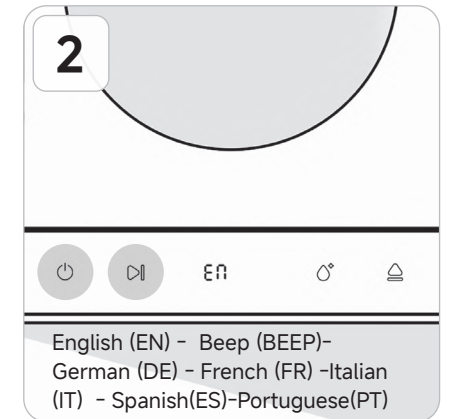 2
EN
English (EN) - Beep (BEEP)-
German (DE) - French (FR) -Italian
(IT) - Spanish(ES)-Portuguese(PT)